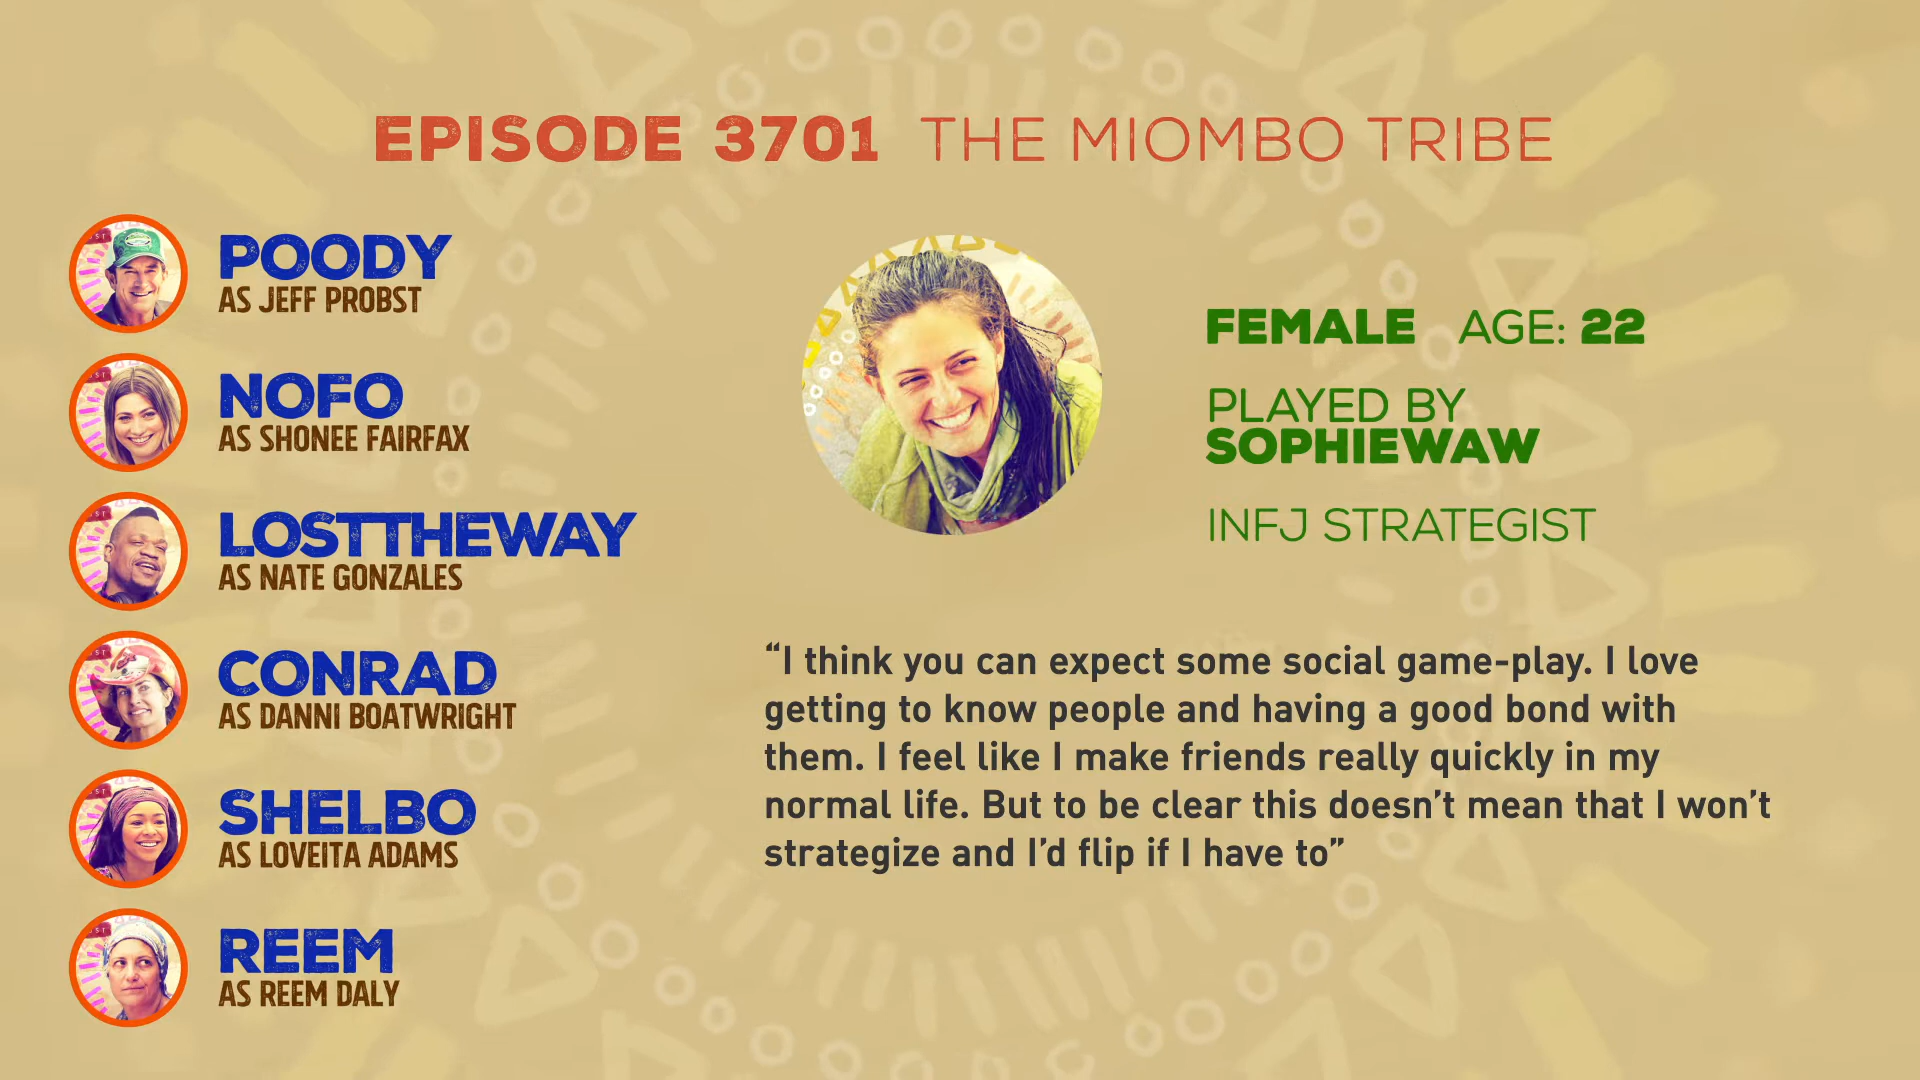 EPISODE 3701 THE MIOMBO TRIBE
POODY
AS JEFF PROBST
NOFO
AS SHONEE FAIRFAX
LOSTTHEWAY
AS NATE GONZALES
CONRAD
AS DANNI BOATWRIGHT
SHELBO
AS LOVEITA ADAMS
REEM
AS REEM DALY
FEMALE AGE: 22
PLAYED BY
SOPHIEWAW
INFJ STRATEGIST
“I think you can expect some social game-play. I love
getting to know people and having a good bond with
them. I feel like I make friends really quickly in my
normal life. But to be clear this doesn’t mean that I won’t
strategize and I’d flip if I have to”